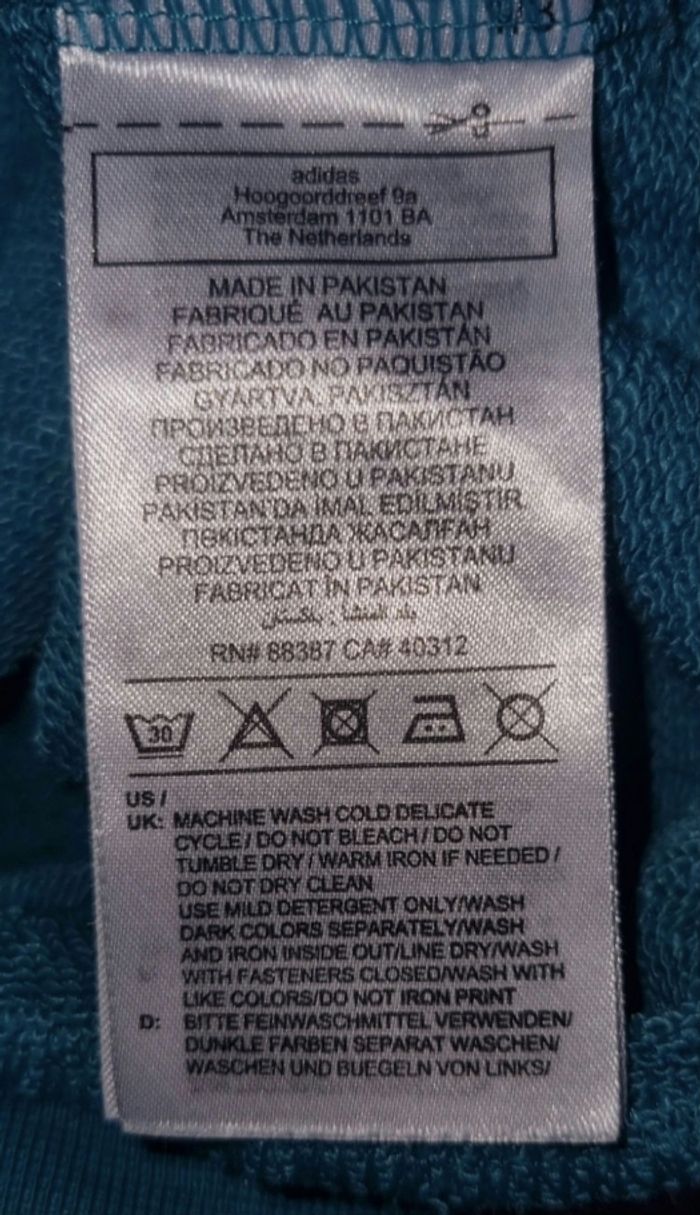 #3
adidas
Hoogoorddreef 9a
Amsterdam 1101 BA
The Netherlands
MADE IN PAKISTAN
FABRIQUÉ AU PAKISTAN
FABRICADO EN PAKISTÁN
FABRICADO NO PAQUISTÃO
GYÁRTVA, PAKISZTÁN
ПРОИЗВЕДЕНО В ПАКИСТАН
СДЕЛАНО В ПАКИСТАНЕ
PROIZVEDENO U PAKISTANU
PAKISTAN'DA İMAL EDİLMİŞTİR
ПӘКІСТАНДА ЖАСАЛҒАН
PROIZVEDENO U PAKISTANU
FABRICAT ÎN PAKISTAN
بلد المنشأ : باكستان
RN# 88387 CA# 40312
30
US /
UK: MACHINE WASH COLD DELICATE
CYCLE / DO NOT BLEACH / DO NOT
TUMBLE DRY / WARM IRON IF NEEDED /
DO NOT DRY CLEAN
USE MILD DETERGENT ONLY/WASH
DARK COLORS SEPARATELY/WASH
AND IRON INSIDE OUT/LINE DRY/WASH
WITH FASTENERS CLOSED/WASH WITH
LIKE COLORS/DO NOT IRON PRINT
D: BITTE FEINWASCHMITTEL VERWENDEN/
DUNKLE FARBEN SEPARAT WASCHEN/
WASCHEN UND BUEGELN VON LINKS/